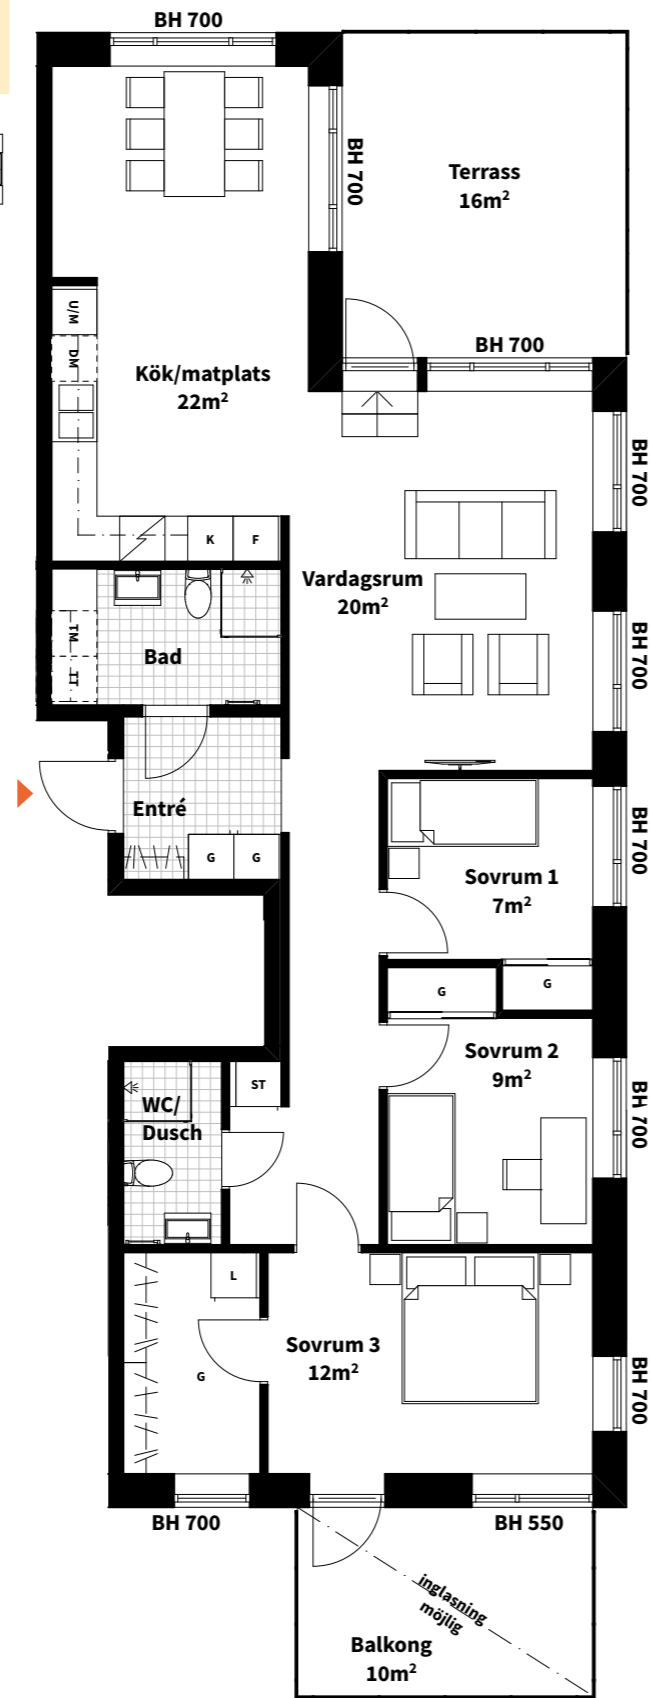 BH 700
BH 700
Terrass
16m²
BH 700
U/M
DM
Kök/matplats
22m²
BH 700
K
F
Vardagsrum
20m²
TM
TT
Bad
BH 700
Entré
G
G
Sovrum 1
7m²
BH 700
G
G
Sovrum 2
9m²
BH 700
ST
WC/
Dusch
L
G
Sovrum 3
12m²
BH 700
BH 700
BH 550
inglasning
möjlig
Balkong
10m²